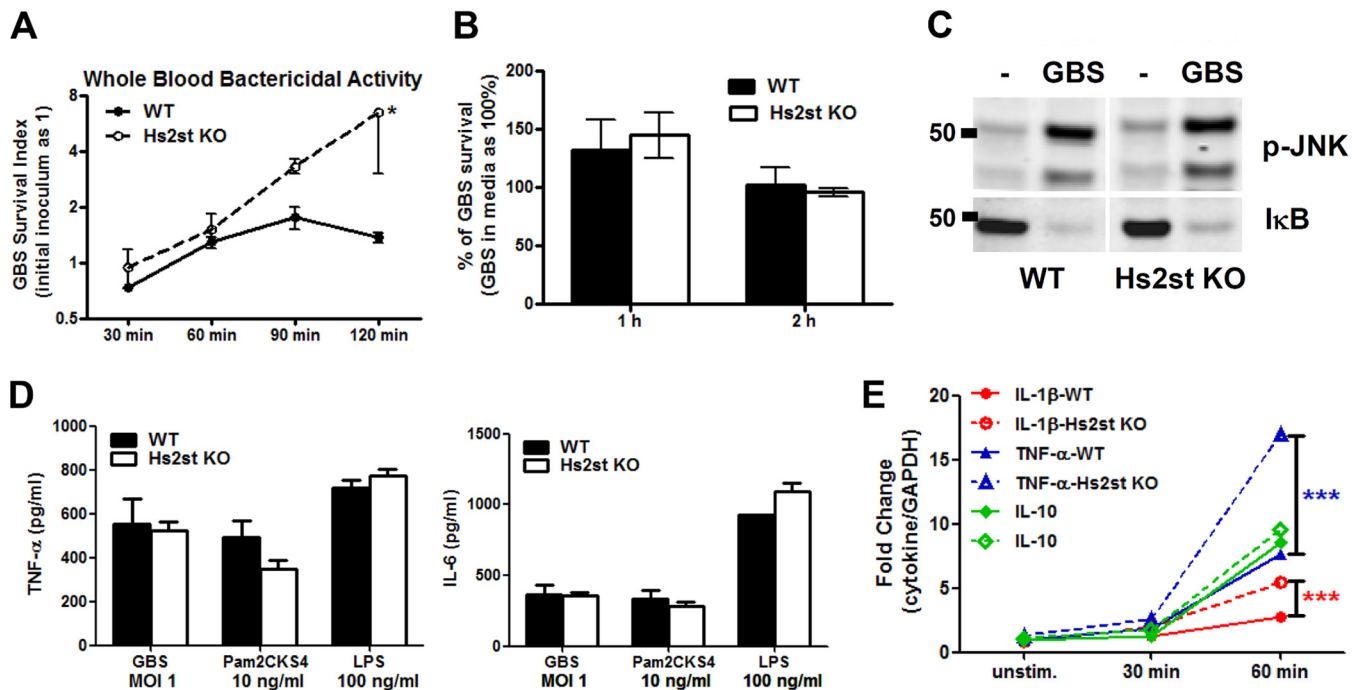 A
Whole Blood Bactericidal Activity
WT
Hs2st KO
GBS Survival Index
(initial inoculum as 1)
8
4
2
1
0.5
*
30 min
60 min
90 min
120 min
B
% of GBS survival
(GBS in media as 100%)
200
150
100
50
0
WT
Hs2st KO
1 h
2 h
C
- GBS - GBS
50
p-JNK
50
IκB
WT
Hs2st KO
D
TNF-α (pg/ml)
1000
800
600
400
200
0
WT
Hs2st KO
GBS
MOI 1
Pam2CKS4
10 ng/ml
LPS
100 ng/ml
IL-6 (pg/ml)
1500
1000
500
0
WT
Hs2st KO
GBS
MOI 1
Pam2CKS4
10 ng/ml
LPS
100 ng/ml
E
Fold Change
(cytokine/GAPDH)
20
15
10
5
0
IL-1β-WT
IL-1β-Hs2st KO
TNF-α-WT
TNF-α-Hs2st KO
IL-10
IL-10
***
***
unstim.
30 min
60 min